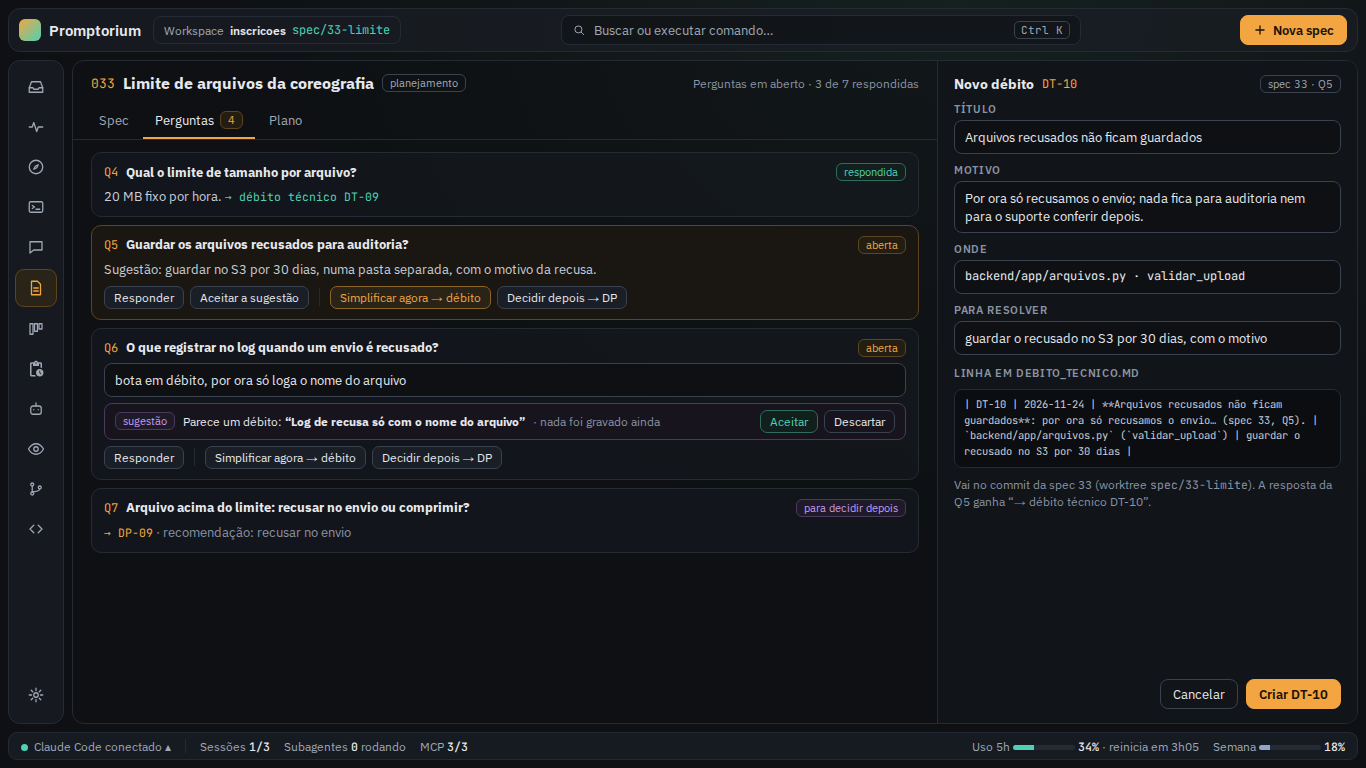 Promptorium
Workspace inscricoes spec/33-limite
Buscar ou executar comando…
Ctrl K
+ Nova spec
033 Limite de arquivos da coreografia planejamento
Perguntas em aberto · 3 de 7 respondidas
Spec
Perguntas 4
Plano
Q4 Qual o limite de tamanho por arquivo?
respondida
20 MB fixo por hora. → débito técnico DT-09
Q5 Guardar os arquivos recusados para auditoria?
aberta
Sugestão: guardar no S3 por 30 dias, numa pasta separada, com o motivo da recusa.
Responder
Aceitar a sugestão
Simplificar agora → débito
Decidir depois → DP
Q6 O que registrar no log quando um envio é recusado?
aberta
bota em débito, por ora só loga o nome do arquivo
sugestão Parece um débito: “Log de recusa só com o nome do arquivo” · nada foi gravado ainda
Aceitar
Descartar
Responder
Simplificar agora → débito
Decidir depois → DP
Q7 Arquivo acima do limite: recusar no envio ou comprimir?
para decidir depois
→ DP-09 · recomendação: recusar no envio
Novo débito DT-10
spec 33 · Q5
TÍTULO
Arquivos recusados não ficam guardados
MOTIVO
Por ora só recusamos o envio; nada fica para auditoria nem
para o suporte conferir depois.
ONDE
backend/app/arquivos.py · validar_upload
PARA RESOLVER
guardar o recusado no S3 por 30 dias, com o motivo
LINHA EM DEBITO_TECNICO.MD
| DT-10 | 2026-11-24 | **Arquivos recusados não ficam
guardados**: por ora só recusamos o envio… (spec 33, Q5). |
`backend/app/arquivos.py` (`validar_upload`) | guardar o
recusado no S3 por 30 dias |
Vai no commit da spec 33 (worktree spec/33-limite). A resposta da
Q5 ganha “→ débito técnico DT-10”.
Cancelar
Criar DT-10
Claude Code conectado ▴
Sessões 1/3
Subagentes 0 rodando
MCP 3/3
Uso 5h 34% · reinicia em 3h05
Semana 18%